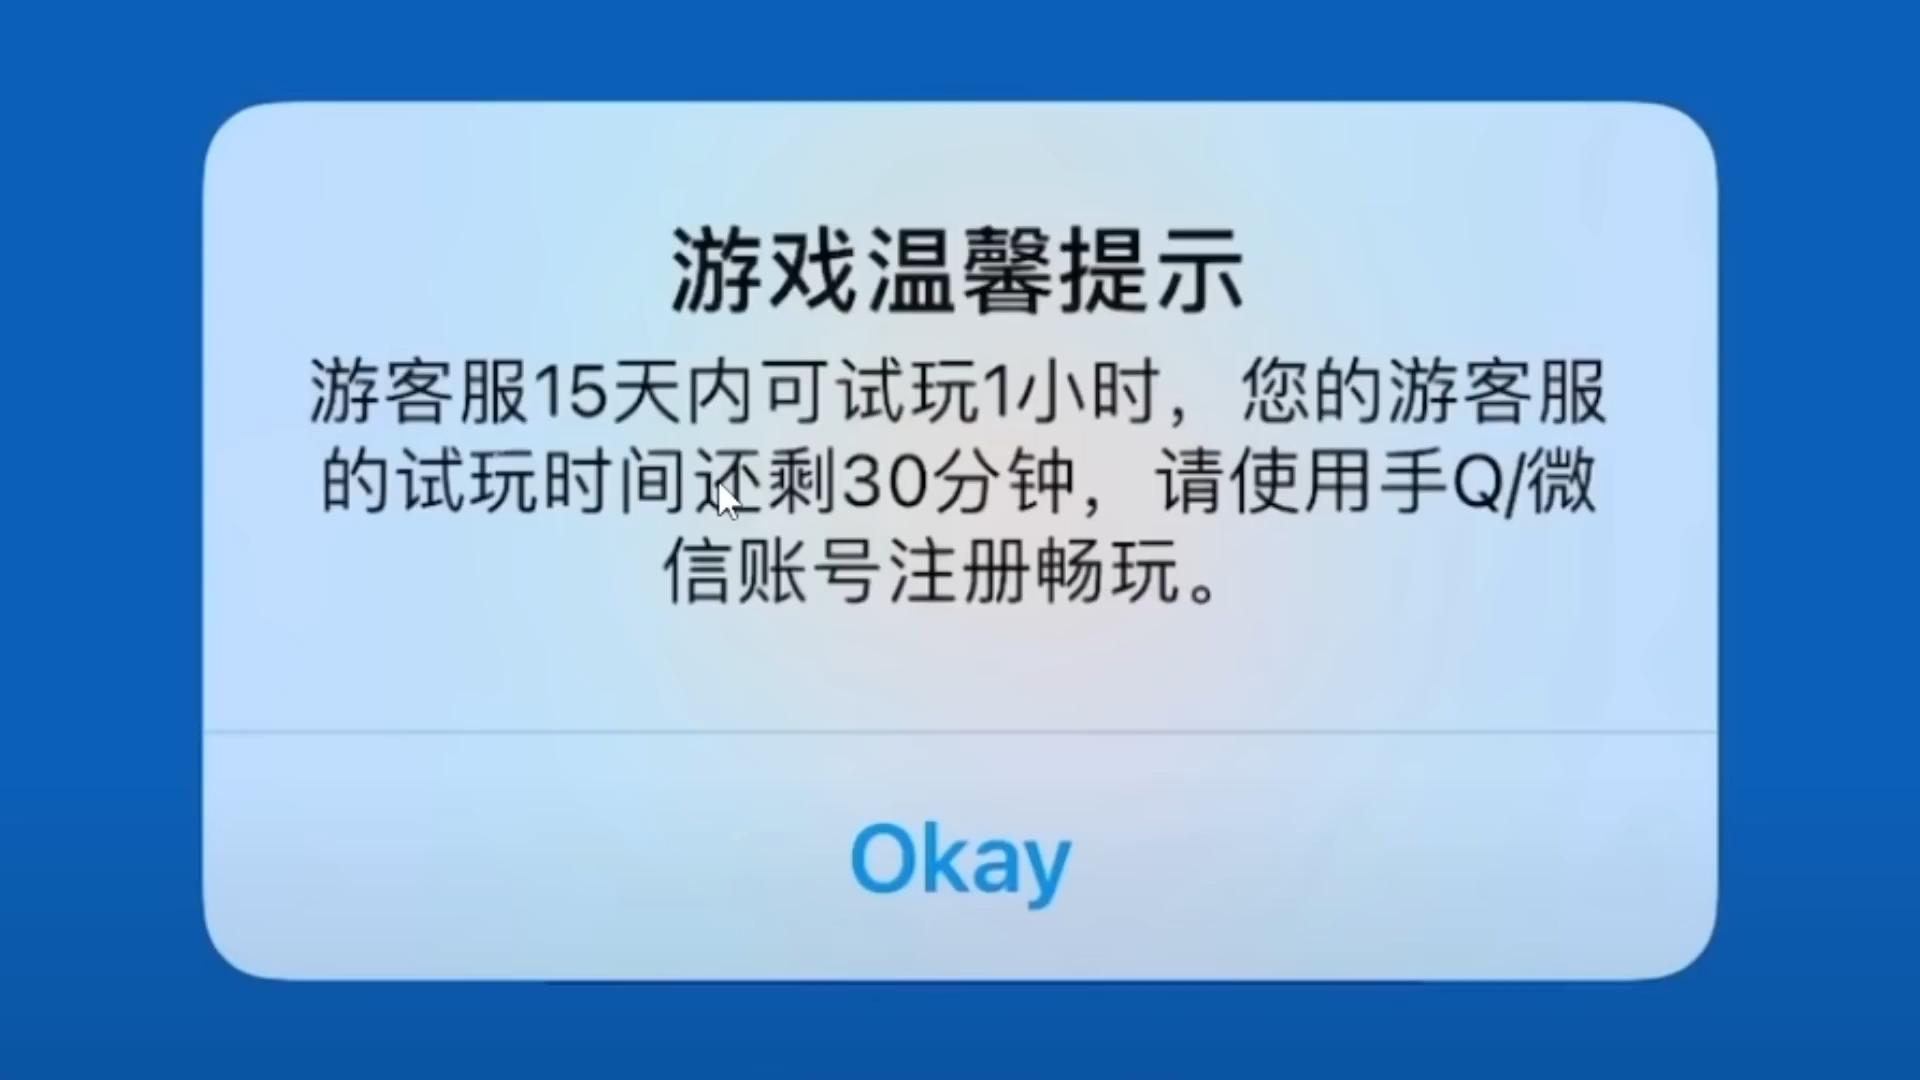 游戏温馨提示
游客服15天内可试玩1小时，您的游客服
的试玩时间还剩30分钟，请使用手Q/微
信账号注册畅玩。
Okay